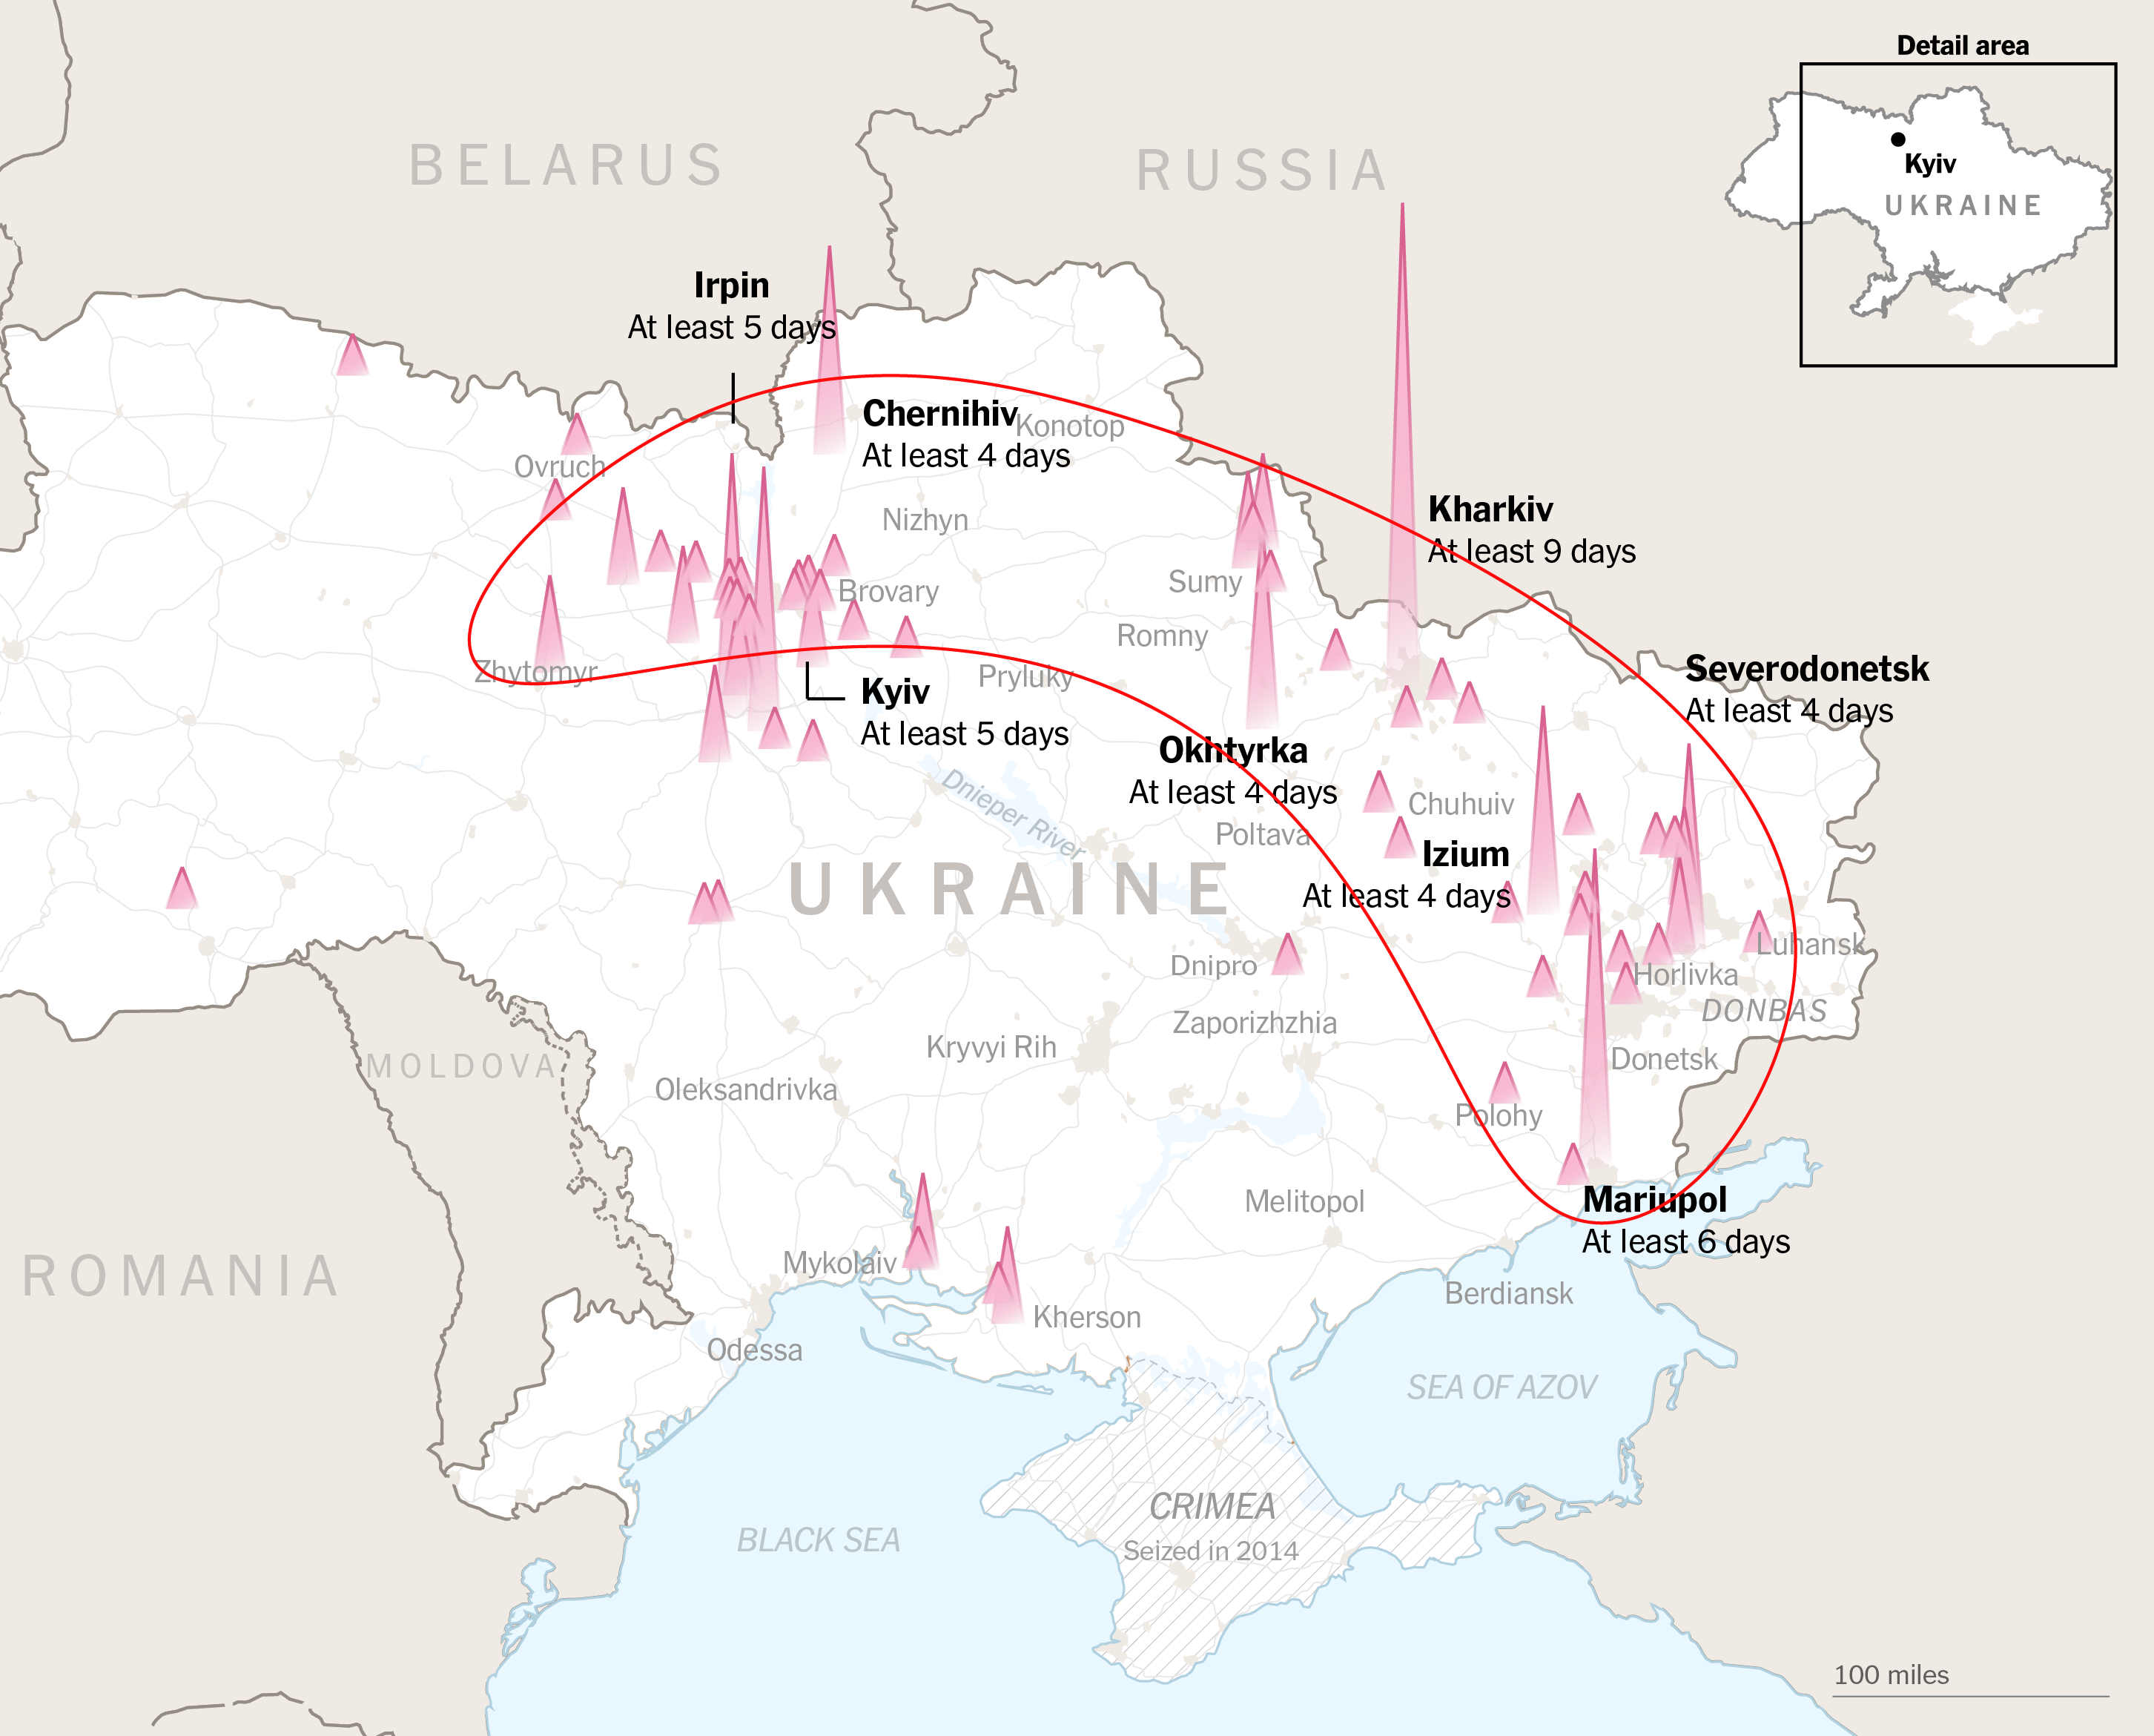 Detail area
Kyiv
UKRAINE
BELARUS
RUSSIA
Irpin
At least 5 days
Chernihiv
At least 4 days
Konotop
Ovruch
Nizhyn
Kharkiv
At least 9 days
Sumy
Brovary
Romny
Zhytomyr
Pryluky
Severodonetsk
At least 4 days
Kyiv
At least 5 days
Okhtyrka
At least 4 days
Dnieper River
Chuhuiv
Poltava
Izium
At least 4 days
UKRAINE
Luhansk
Dnipro
Horlivka
DONBAS
Zaporizhzhia
Kryvyi Rih
Donetsk
MOLDOVA
Oleksandrivka
Polohy
Melitopol
Mariupol
At least 6 days
ROMANIA
Mykolaiv
Berdiansk
Kherson
Odessa
SEA OF AZOV
CRIMEA
Seized in 2014
BLACK SEA
100 miles